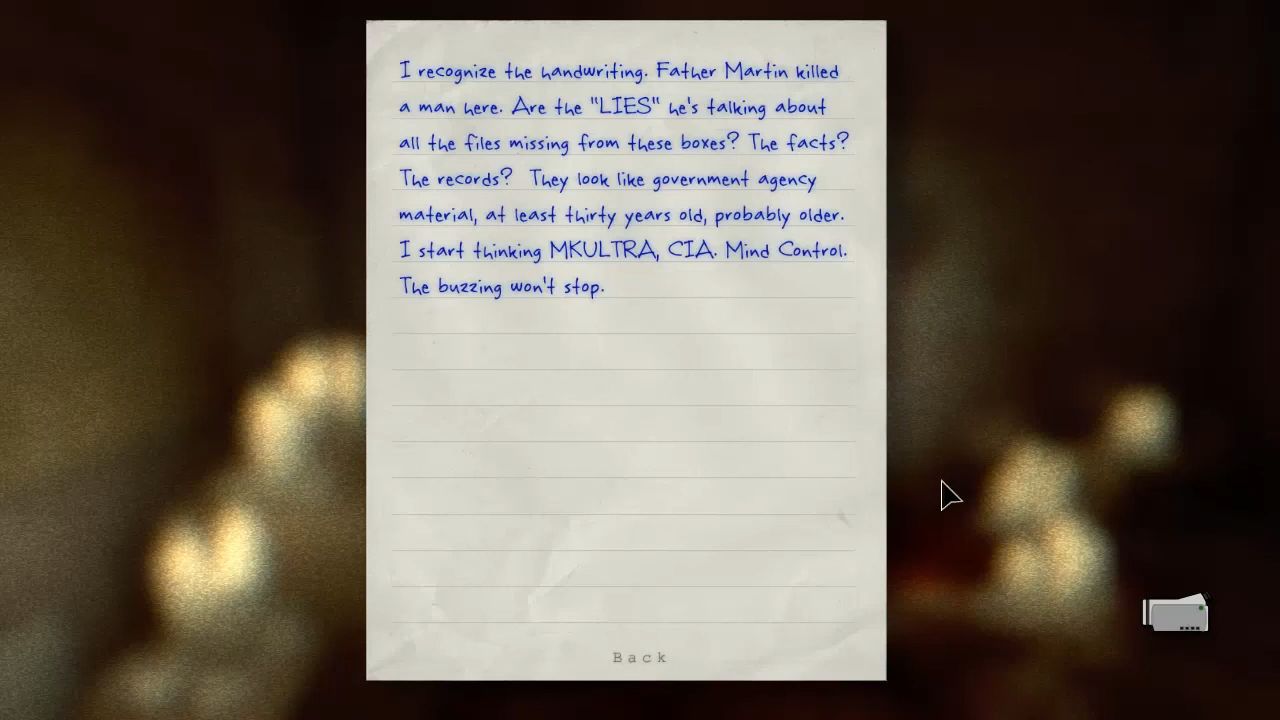 I recognize the handwriting. Father Martin killed
a man here. Are the "LIES" he's talking about
all the files missing from these boxes? The facts?
The records?  They look like government agency
material, at least thirty years old, probably older.
I start thinking MKULTRA, CIA. Mind Control.
The buzzing won't stop.
Back